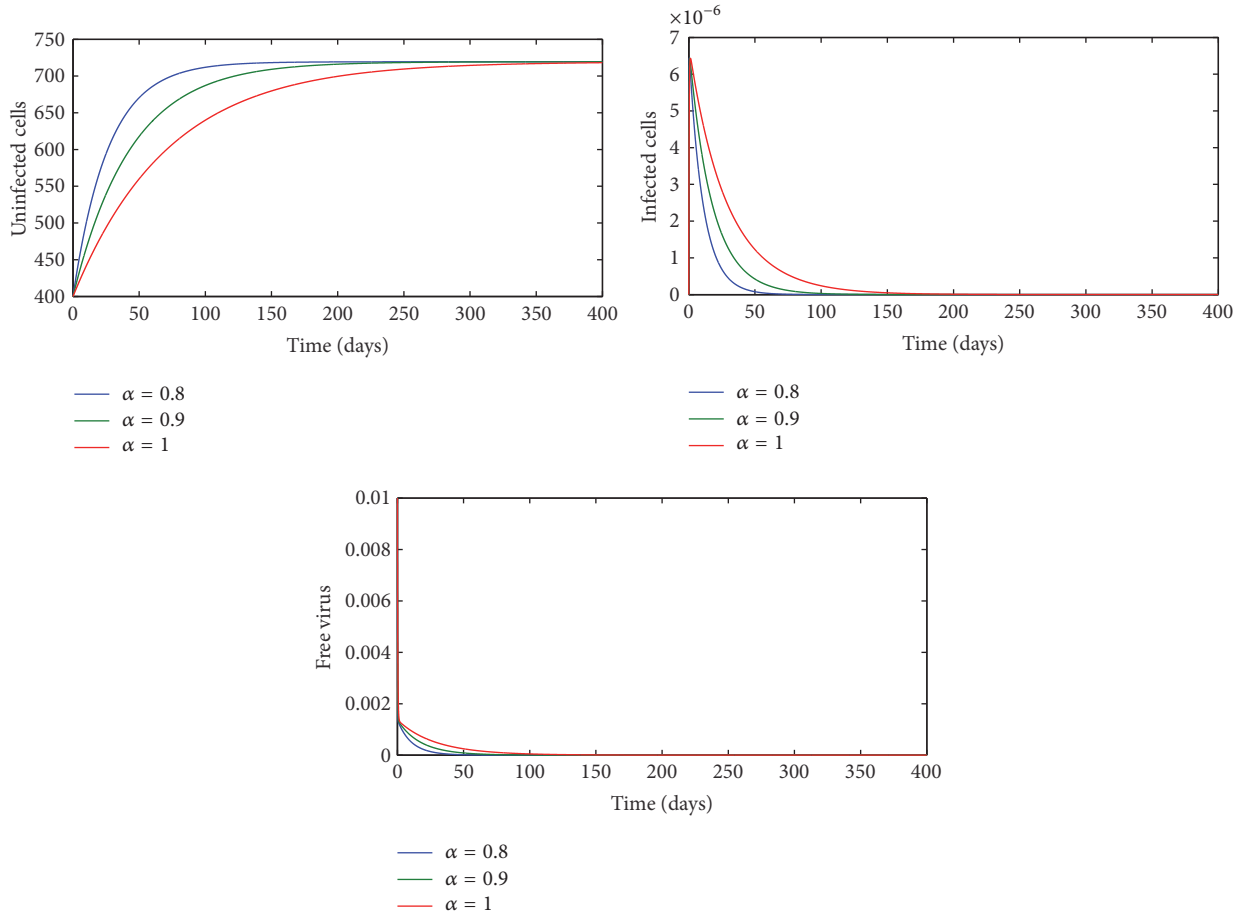 750
700
650
600
550
500
450
400
Uninfected cells
0 50 100 150 200 250 300 350 400
Time (days)
α = 0.8
α = 0.9
α = 1
×10−6
7
6
5
4
3
2
1
0
Infected cells
0 50 100 150 200 250 300 350 400
Time (days)
α = 0.8
α = 0.9
α = 1
0.01
0.008
0.006
0.004
0.002
0
Free virus
0 50 100 150 200 250 300 350 400
Time (days)
α = 0.8
α = 0.9
α = 1